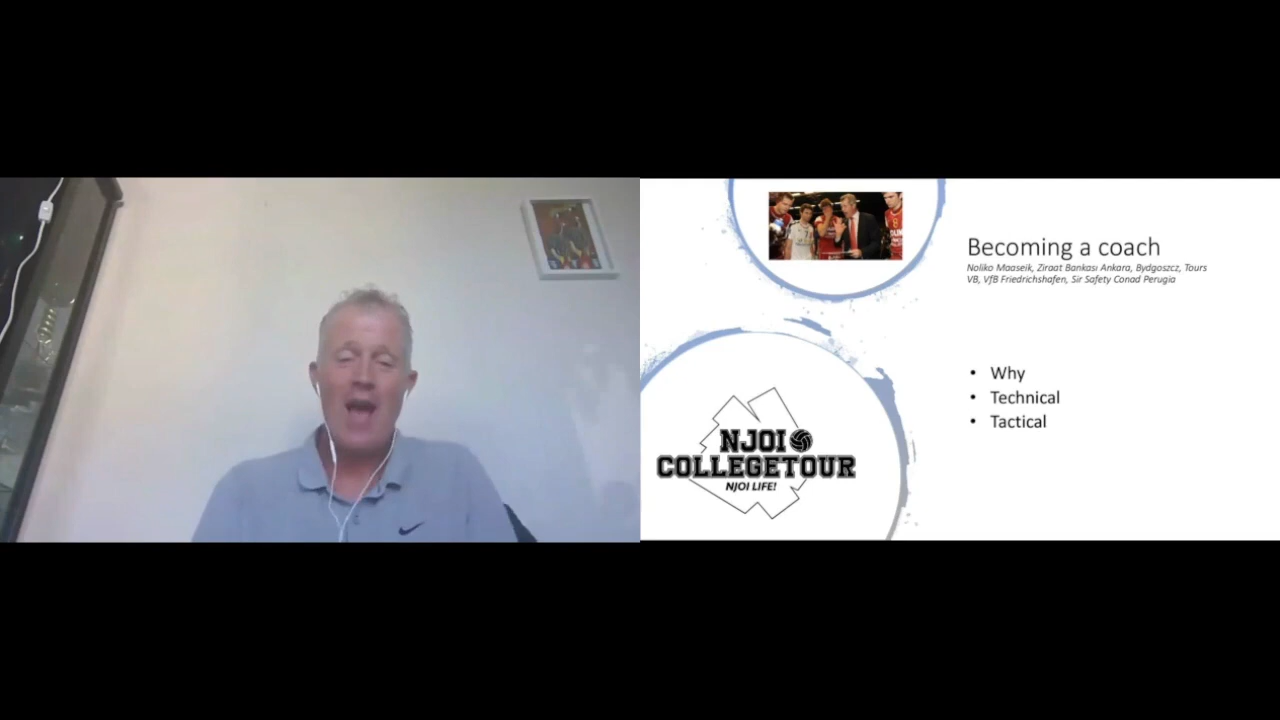 Becoming a coach
Noliko Maaseik, Ziraat Bankası Ankara, Bydgoszcz, Tours
VB, VfB Friedrichshafen, Sir Safety Conad Perugia
• Why
• Technical
• Tactical
NJOI
COLLEGETOUR
NJOI LIFE!